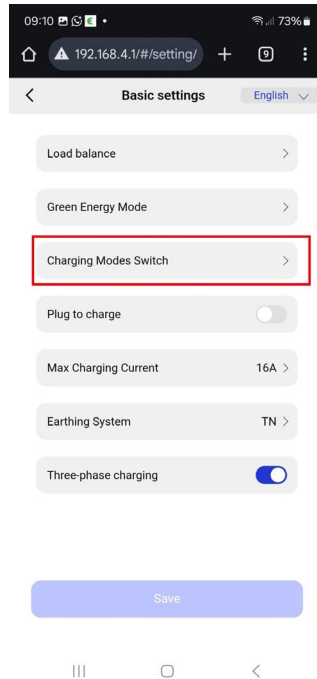 09:10
73%
192.168.4.1/#/setting/
9
Basic settings
English
Load balance
Green Energy Mode
Charging Modes Switch
Plug to charge
Max Charging Current 16A
Earthing System TN
Three-phase charging
Save